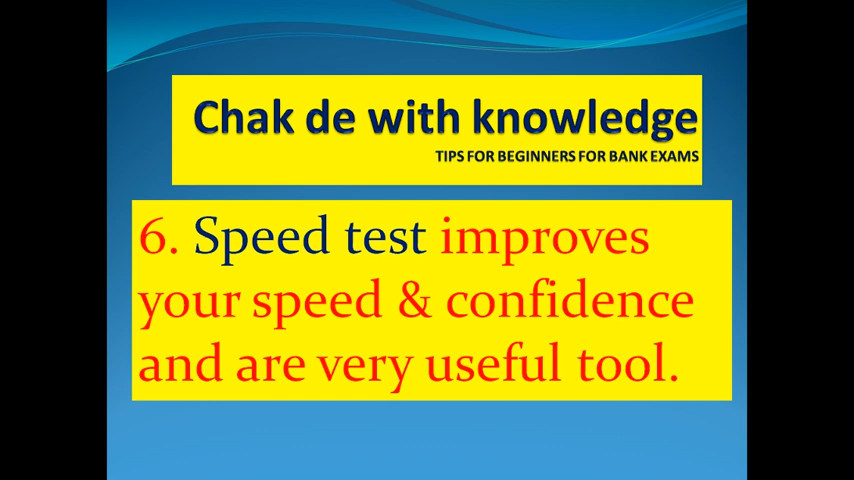 Chak de with knowledge
TIPS FOR BEGINNERS FOR BANK EXAMS
6. Speed test improves
your speed & confidence
and are very useful tool.